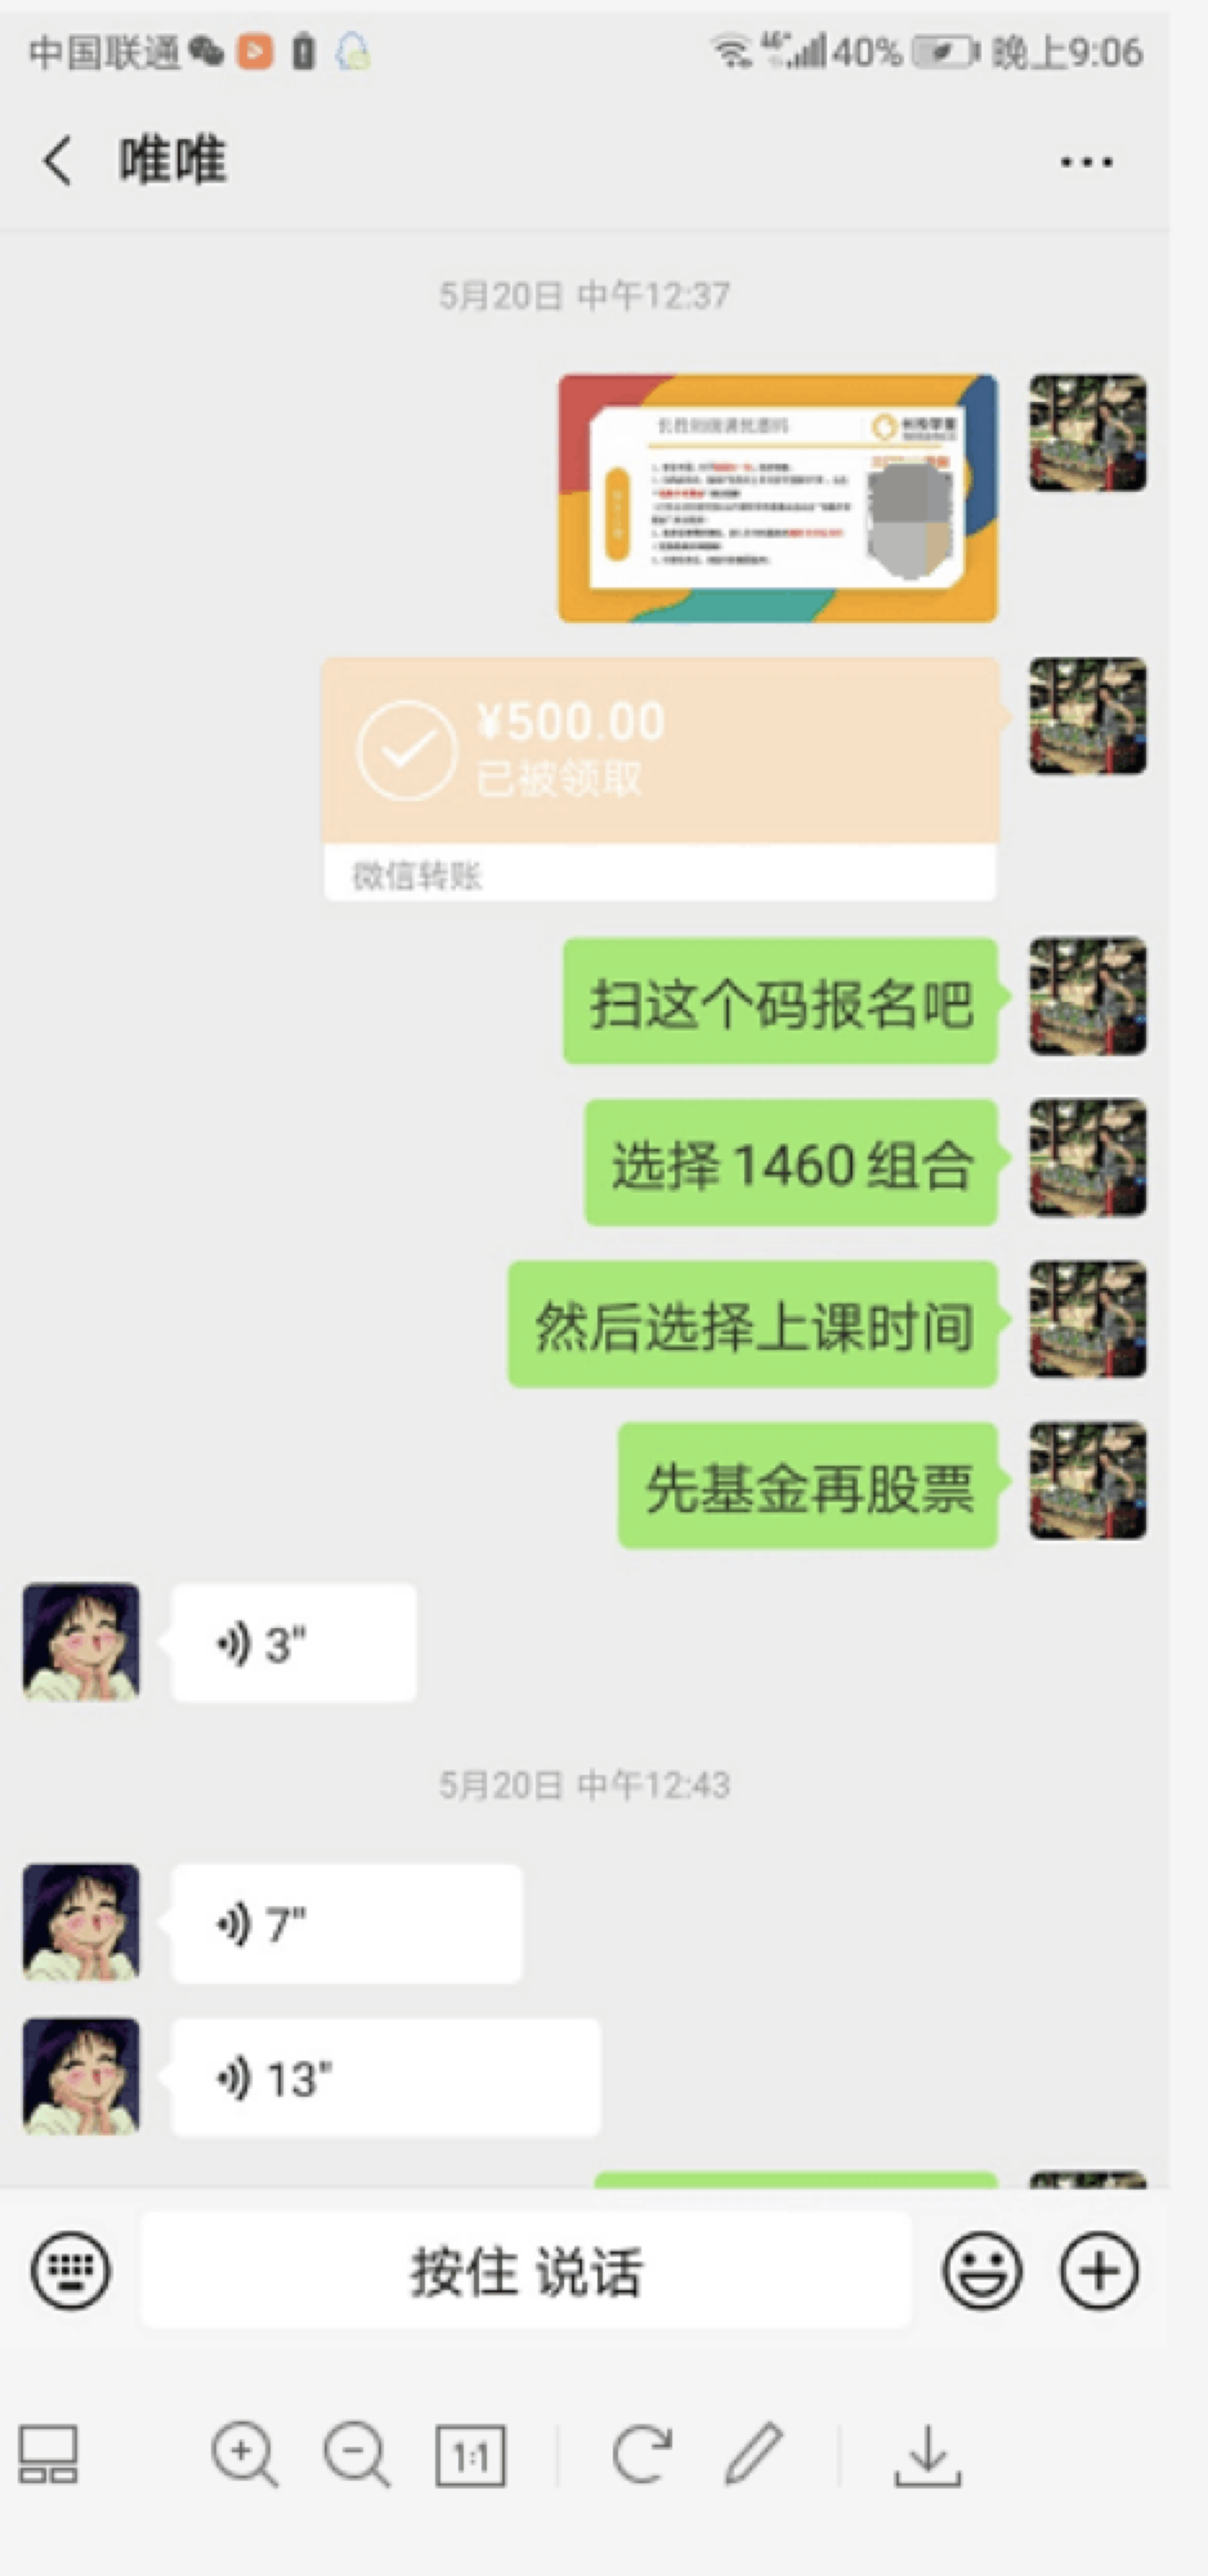 中国联通
46+ 40% 晚上9:06
唯唯
5月20日 中午12:37
¥500.00
已被领取
微信转账
扫这个码报名吧
选择1460组合
然后选择上课时间
先基金再股票
3"
5月20日 中午12:43
7"
13"
按住 说话
1:1